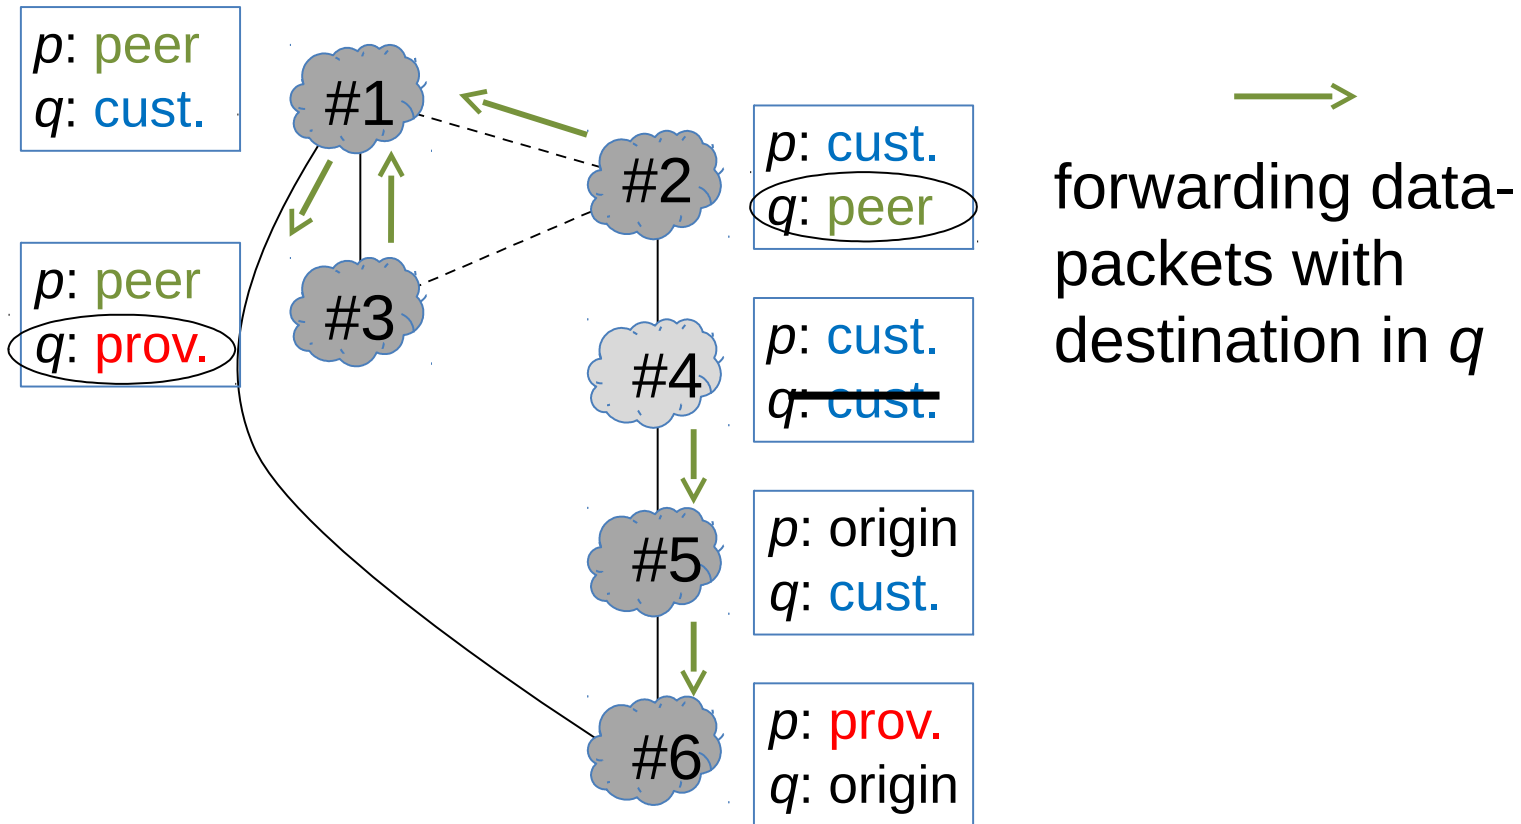 p: peer
q: cust.
#1
#2
p: cust.
q: peer
forwarding data-
packets with
destination in q
p: peer
q: prov.
#3
#4
p: cust.
q: cust.
#5
p: origin
q: cust.
#6
p: prov.
q: origin